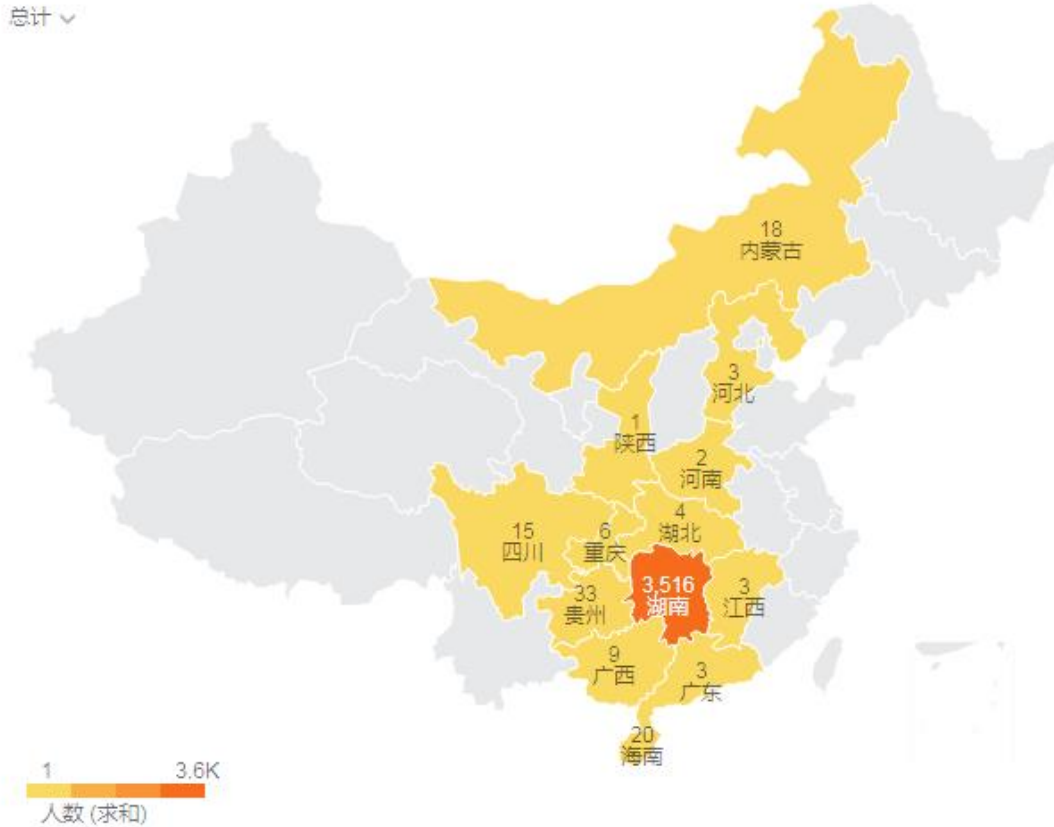 总计
18
内蒙古
3
河北
1
陕西
2
河南
4
湖北
15
四川
6
重庆
3,516
湖南
3
江西
33
贵州
9
广西
3
广东
20
海南
1 3.6K
人数 (求和)